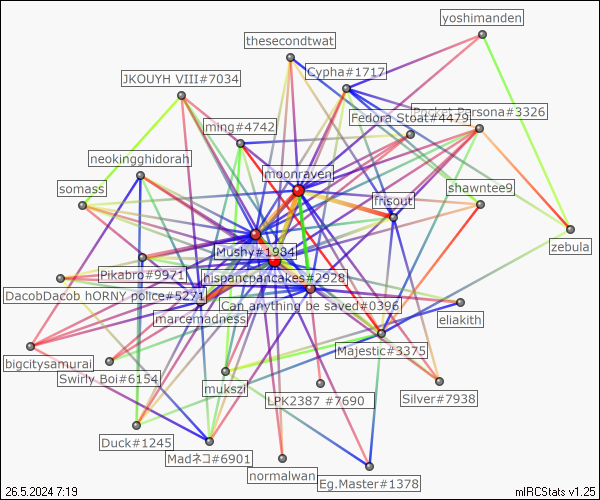 yoshimanden
thesecondtwat
Cypha#1717
JKOUYH VIII#7034
Pocket Persona#3326
Fedora Stoat#4479
ming#4742
neokingghidorah
moonraven
somass
frisout
shawntee9
zebula
Mushy#1984
Pikabro#9971
hispanicpancakes#2928
DacobDacob hORNY police#5271
Can anything be saved#0396
marcemadness
eliakith
Majestic#3375
bigcitysamurai
Swirly Boi#6154
mukszi
LPK2387 #7690
Silver#7938
Duck#1245
Madネコ#6901
normalwan
Eg.Master#1378
26.5.2024 7:19
mIRCStats v1.25